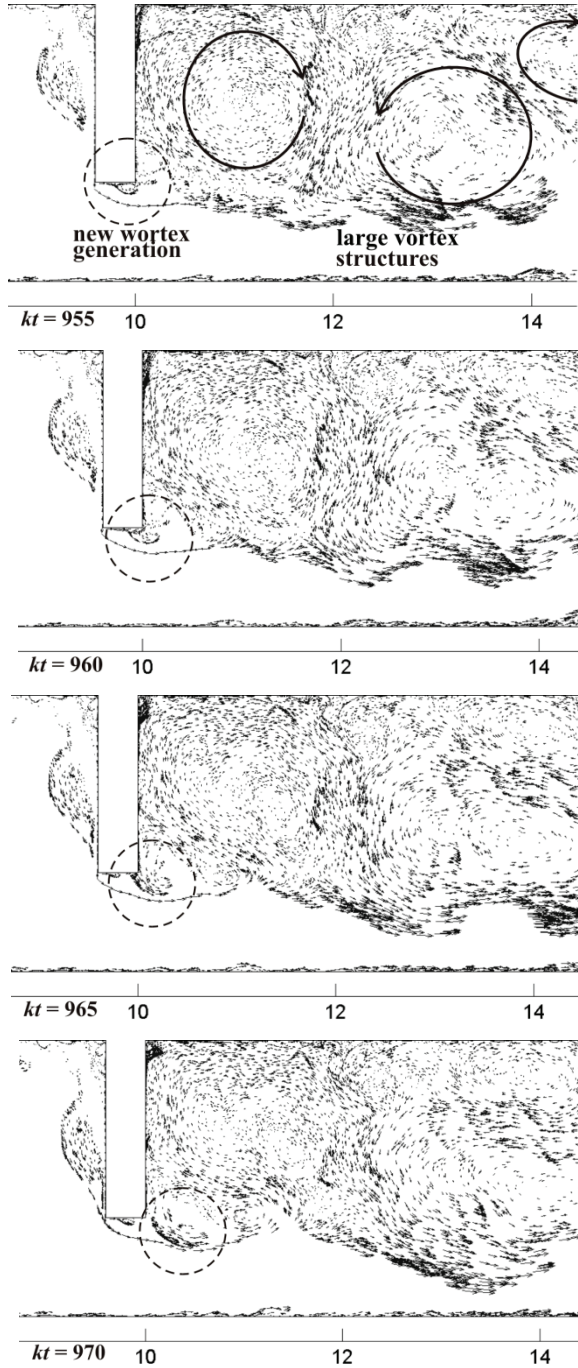 new wortex
generation
large vortex
structures
kt = 955 10 12 14
kt = 960 10 12 14
kt = 965 10 12 14
kt = 970 10 12 14